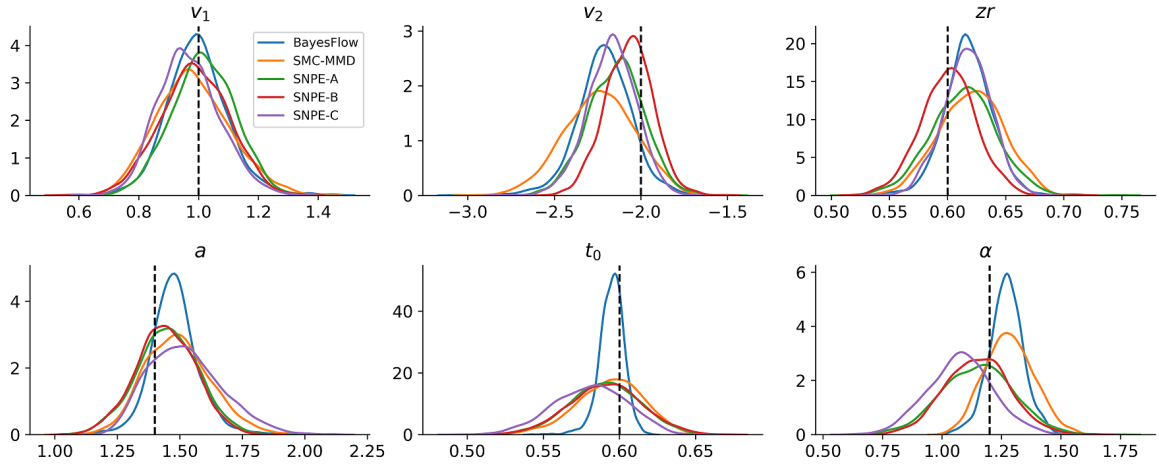 v₁
v₂
zr
BayesFlow
SMC-MMD
SNPE-A
SNPE-B
SNPE-C
4
3
2
1
0
0.6 0.8 1.0 1.2 1.4
3
2
1
0
−3.0 −2.5 −2.0 −1.5
20
15
10
5
0
0.50 0.55 0.60 0.65 0.70 0.75
a
t₀
α
4
2
0
1.00 1.25 1.50 1.75 2.00 2.25
40
20
0
0.50 0.55 0.60 0.65
6
4
2
0
0.50 0.75 1.00 1.25 1.50 1.75